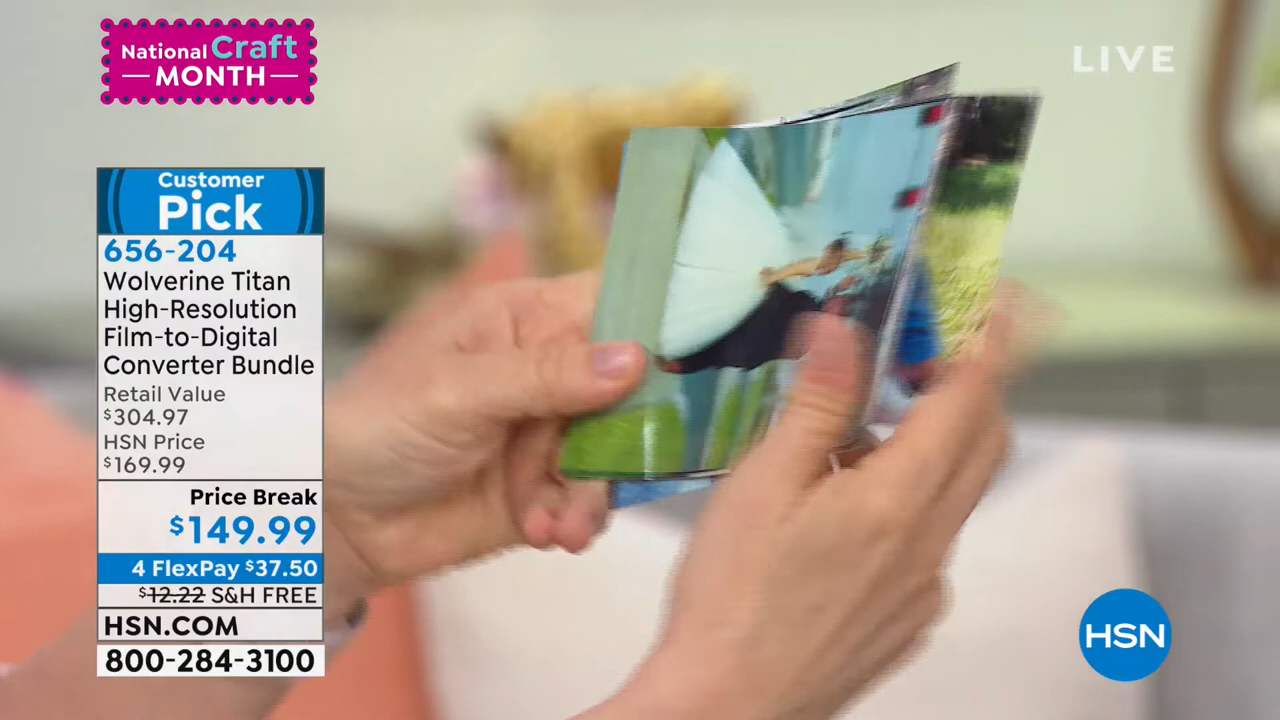 National Craft
MONTH
LIVE
Customer
Pick
656-204
Wolverine Titan
High-Resolution
Film-to-Digital
Converter Bundle
Retail Value
$304.97
HSN Price
$169.99
Price Break
$149.99
4 FlexPay $37.50
$12.22 S&H FREE
HSN.COM
800-284-3100
HSN